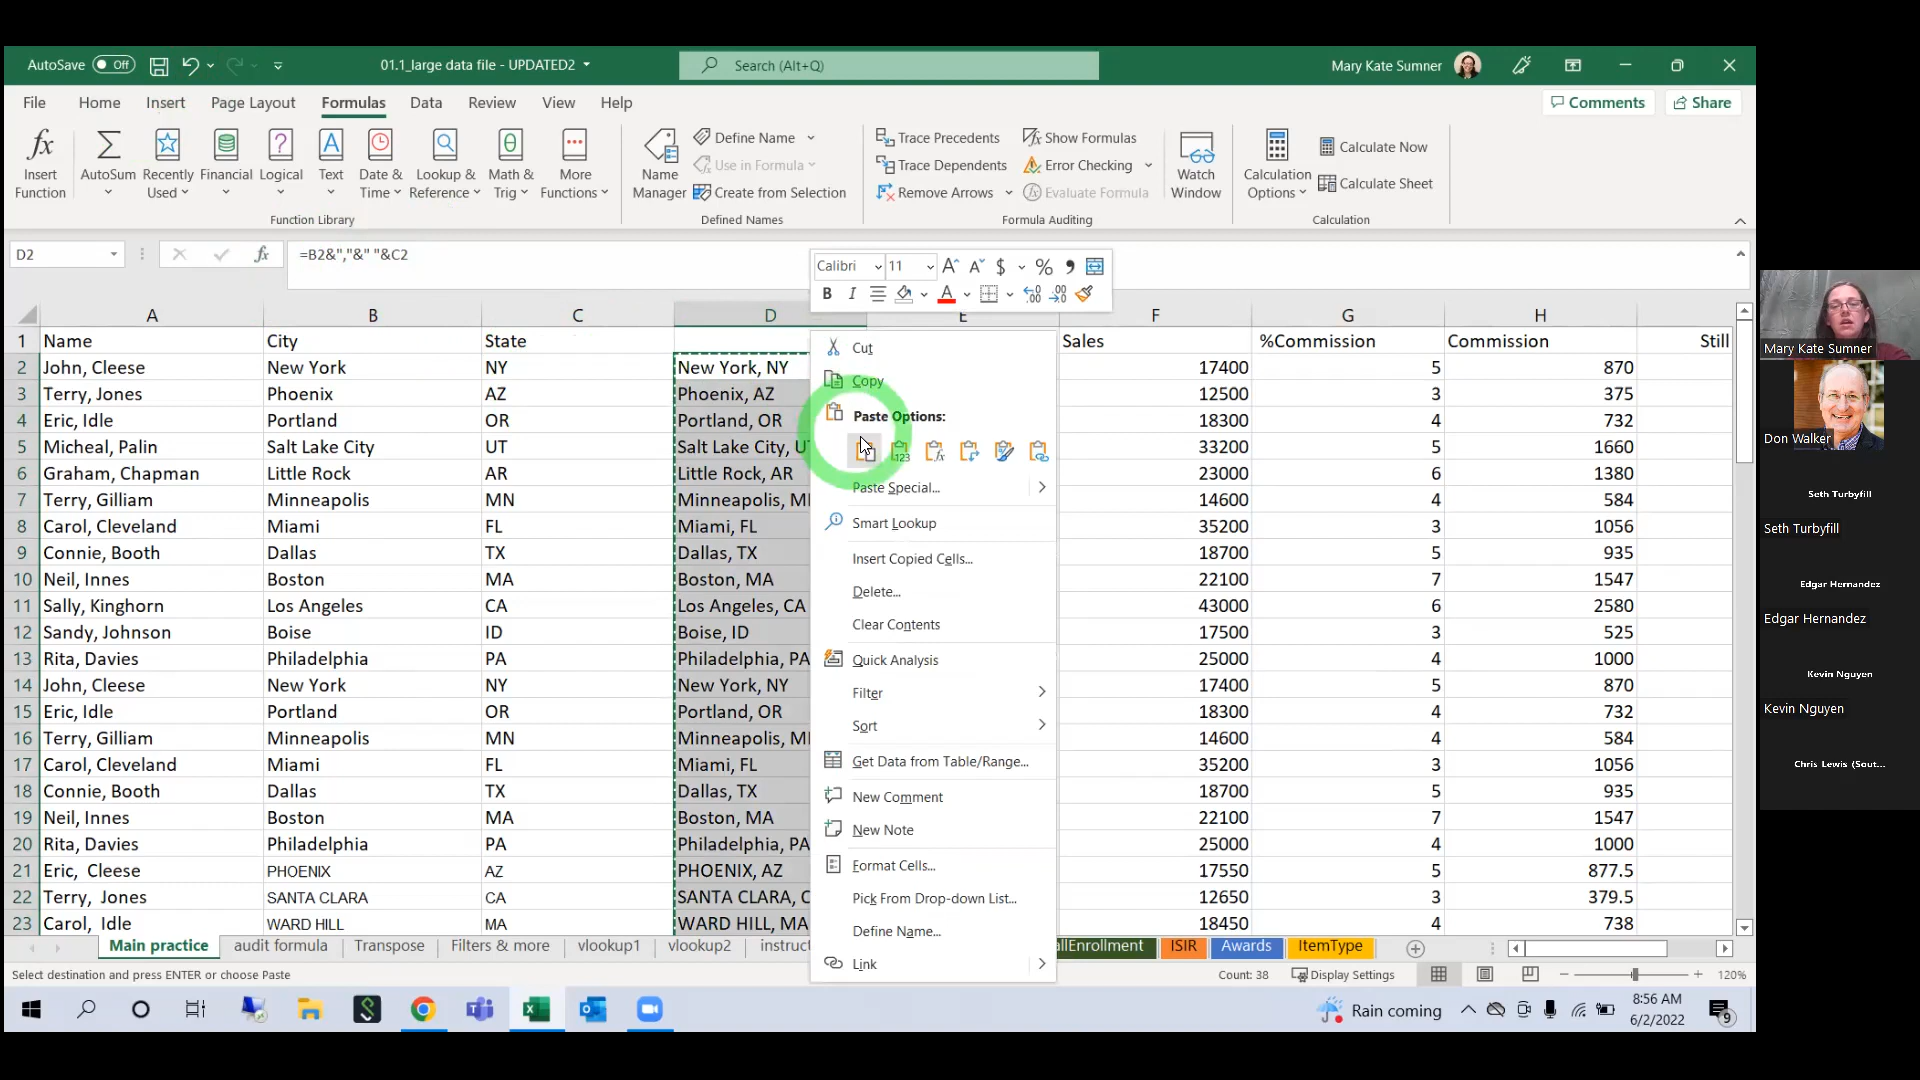 AutoSave Off 01.1_large data file - UPDATED2 Search (Alt+Q) Mary Kate Sumner
File Home Insert Page Layout Formulas Data Review View Help Comments Share
Insert Function
AutoSum
Recently Used
Financial
Logical
Text
Date & Time
Lookup & Reference
Math & Trig
More Functions
Function Library
Name Manager
Define Name
Use in Formula
Create from Selection
Defined Names
Trace Precedents
Trace Dependents
Remove Arrows
Show Formulas
Error Checking
Evaluate Formula
Formula Auditing
Watch Window
Calculation Options
Calculate Now
Calculate Sheet
Calculation
D2 fx =B2&","&" "&C2
Calibri 11 A A $ % ,
B I A
A B C D E F G H
1 Name City State Sales %Commission Commission Still
2 John, Cleese New York NY New York, NY 17400 5 870
3 Terry, Jones Phoenix AZ Phoenix, AZ 12500 3 375
4 Eric, Idle Portland OR Portland, OR 18300 4 732
5 Micheal, Palin Salt Lake City UT Salt Lake City, UT 33200 5 1660
6 Graham, Chapman Little Rock AR Little Rock, AR 23000 6 1380
7 Terry, Gilliam Minneapolis MN Minneapolis, M 14600 4 584
8 Carol, Cleveland Miami FL Miami, FL 35200 3 1056
9 Connie, Booth Dallas TX Dallas, TX 18700 5 935
10 Neil, Innes Boston MA Boston, MA 22100 7 1547
11 Sally, Kinghorn Los Angeles CA Los Angeles, CA 43000 6 2580
12 Sandy, Johnson Boise ID Boise, ID 17500 3 525
13 Rita, Davies Philadelphia PA Philadelphia, PA 25000 4 1000
14 John, Cleese New York NY New York, NY 17400 5 870
15 Eric, Idle Portland OR Portland, OR 18300 4 732
16 Terry, Gilliam Minneapolis MN Minneapolis, M 14600 4 584
17 Carol, Cleveland Miami FL Miami, FL 35200 3 1056
18 Connie, Booth Dallas TX Dallas, TX 18700 5 935
19 Neil, Innes Boston MA Boston, MA 22100 7 1547
20 Rita, Davies Philadelphia PA Philadelphia, PA 25000 4 1000
21 Eric, Cleese PHOENIX AZ PHOENIX, AZ 17550 5 877.5
22 Terry, Jones SANTA CLARA CA SANTA CLARA, C 12650 3 379.5
23 Carol, Idle WARD HILL MA WARD HILL, MA 18450 4 738
Cut
Copy
Paste Options:
Paste Special...
Smart Lookup
Insert Copied Cells...
Delete...
Clear Contents
Quick Analysis
Filter
Sort
Get Data from Table/Range...
New Comment
New Note
Format Cells...
Pick From Drop-down List...
Define Name...
Link
Main practice audit formula Transpose Filters & more vlookup1 vlookup2 instruct allEnrollment ISIR Awards ItemType
Select destination and press ENTER or choose Paste Count: 38 Display Settings 120%
Rain coming 8:56 AM
6/2/2022 9
Mary Kate Sumner
Don Walker
Seth Turbyfill
Seth Turbyfill
Edgar Hernandez
Edgar Hernandez
Kevin Nguyen
Kevin Nguyen
Chris Lewis (Sout...